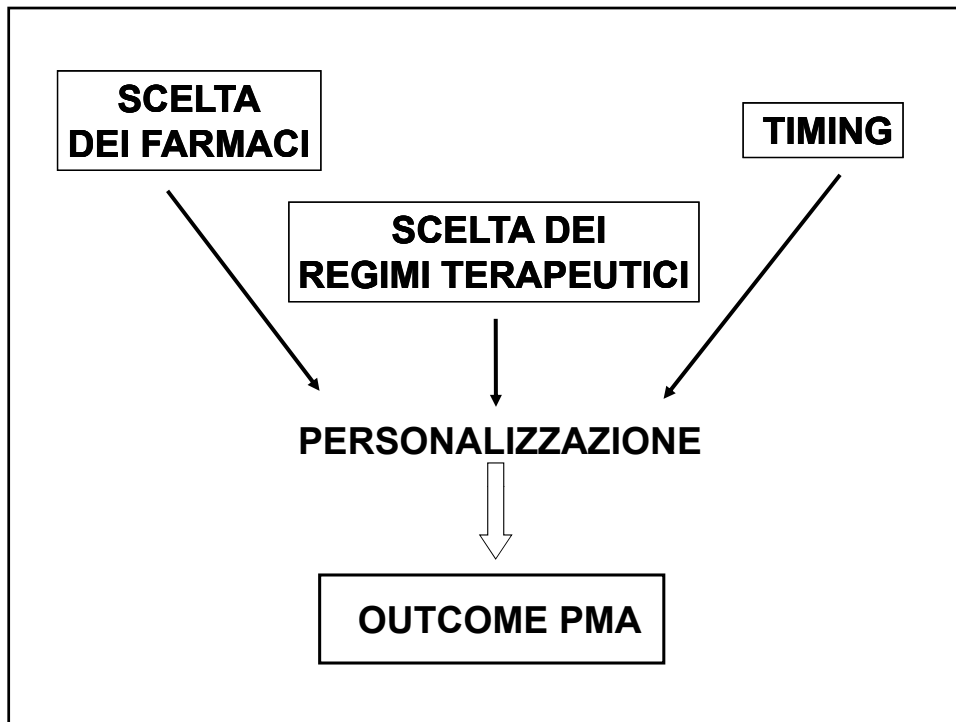 SCELTA
DEI FARMACI
TIMING
SCELTA DEI
REGIMI TERAPEUTICI
PERSONALIZZAZIONE
OUTCOME PMA